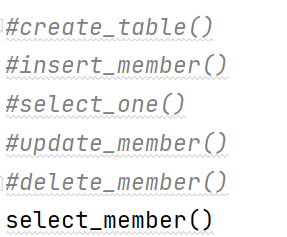 #create_table()
#insert_member()
#select_one()
#update_member()
#delete_member()
select_member()